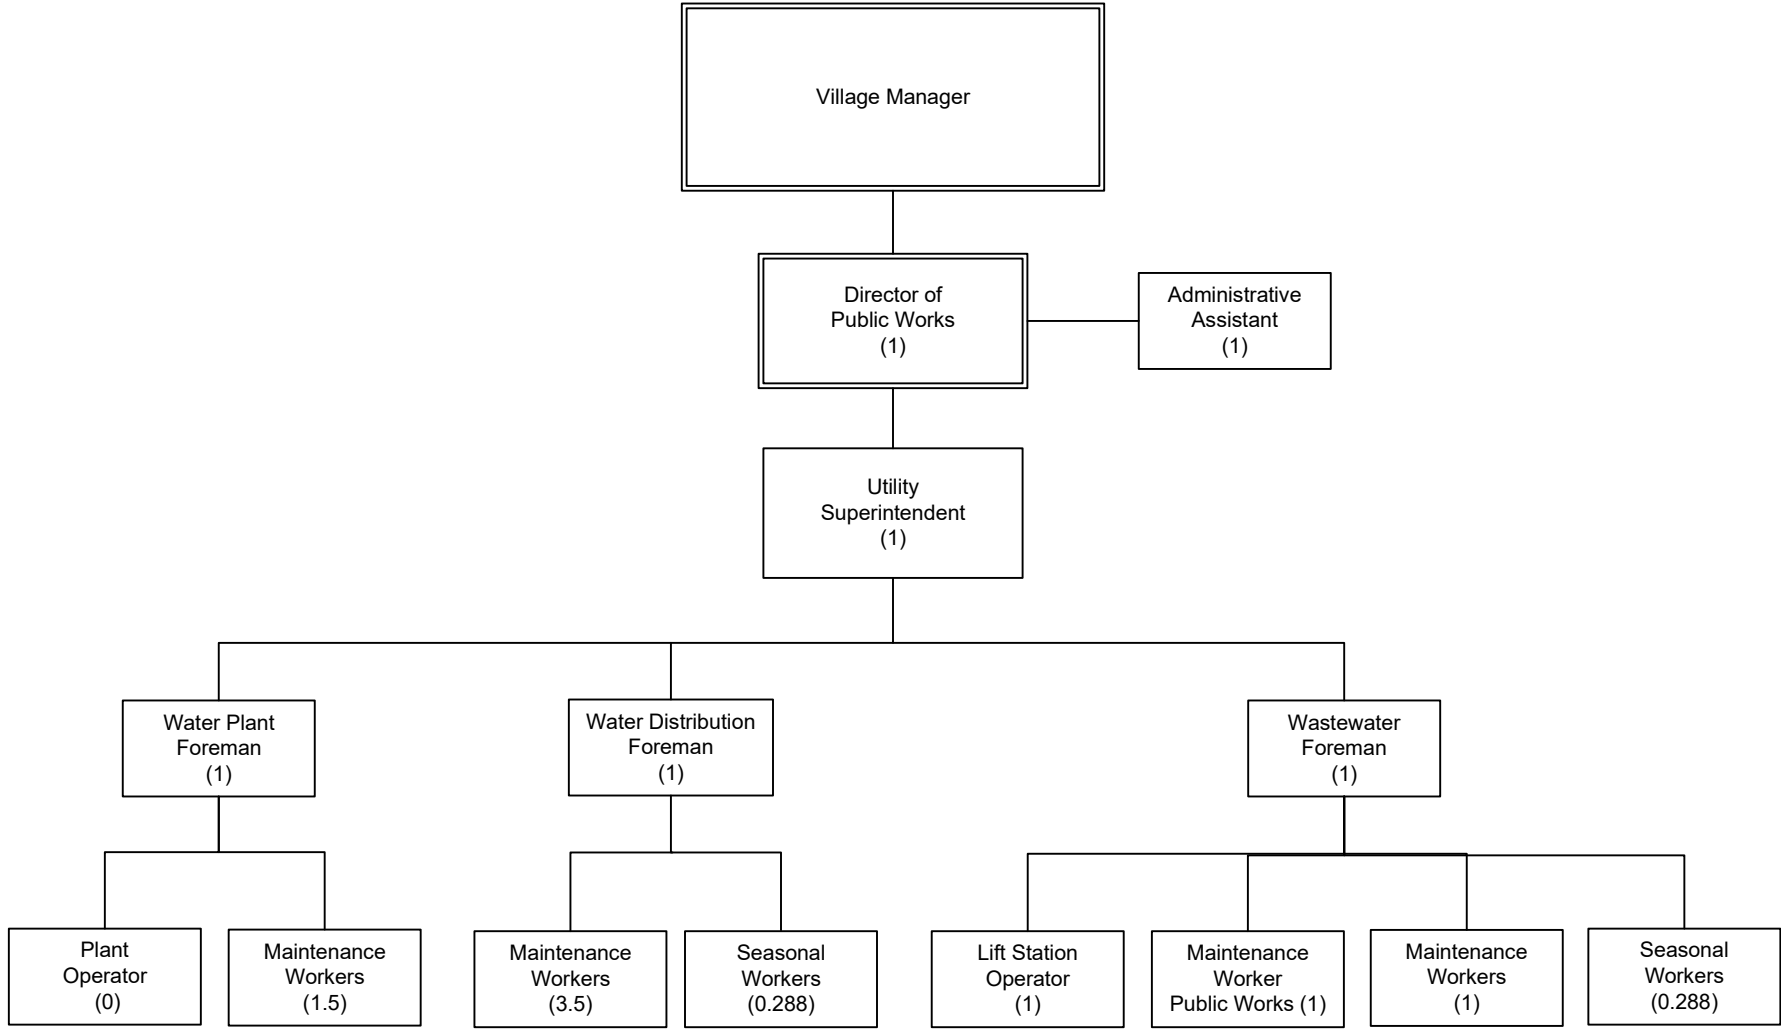 Village Manager
Director of
Public Works
(1)
Administrative
Assistant
(1)
Utility
Superintendent
(1)
Water Plant
Foreman
(1)
Water Distribution
Foreman
(1)
Wastewater
Foreman
(1)
Plant
Operator
(0)
Maintenance
Workers
(1.5)
Maintenance
Workers
(3.5)
Seasonal
Workers
(0.288)
Lift Station
Operator
(1)
Maintenance
Worker
Public Works (1)
Maintenance
Workers
(1)
Seasonal
Workers
(0.288)